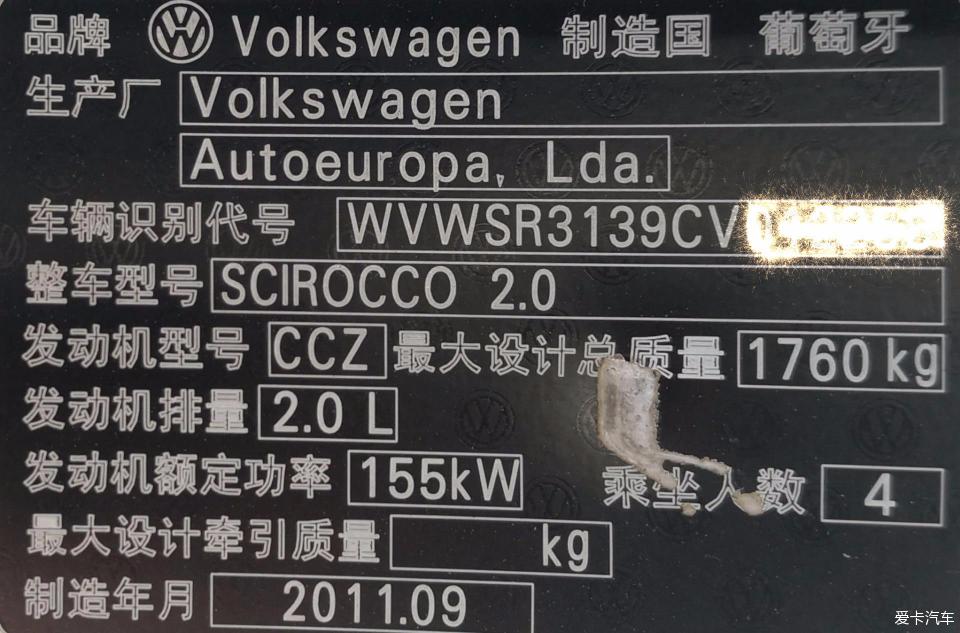 品牌 Volkswagen 制造国 葡萄牙
生产厂 Volkswagen
Autoeuropa, Lda.
车辆识别代号 WVWSR3139CV
整车型号 SCIROCCO 2.0
发动机型号 CCZ 最大设计总质量 1760 kg
发动机排量 2.0 L
发动机额定功率 155kW 乘坐人数 4
最大设计牵引质量 kg
制造年月 2011.09
爱卡汽车